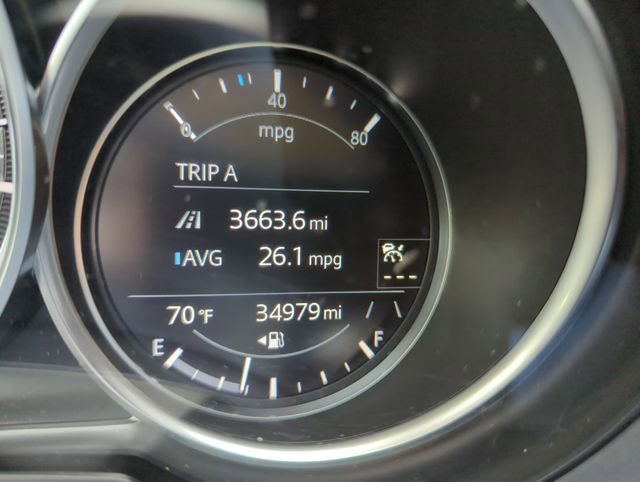 40
0 80
mpg
TRIP A
3663.6 mi
AVG 26.1 mpg
---
70°F 34979 mi
E F